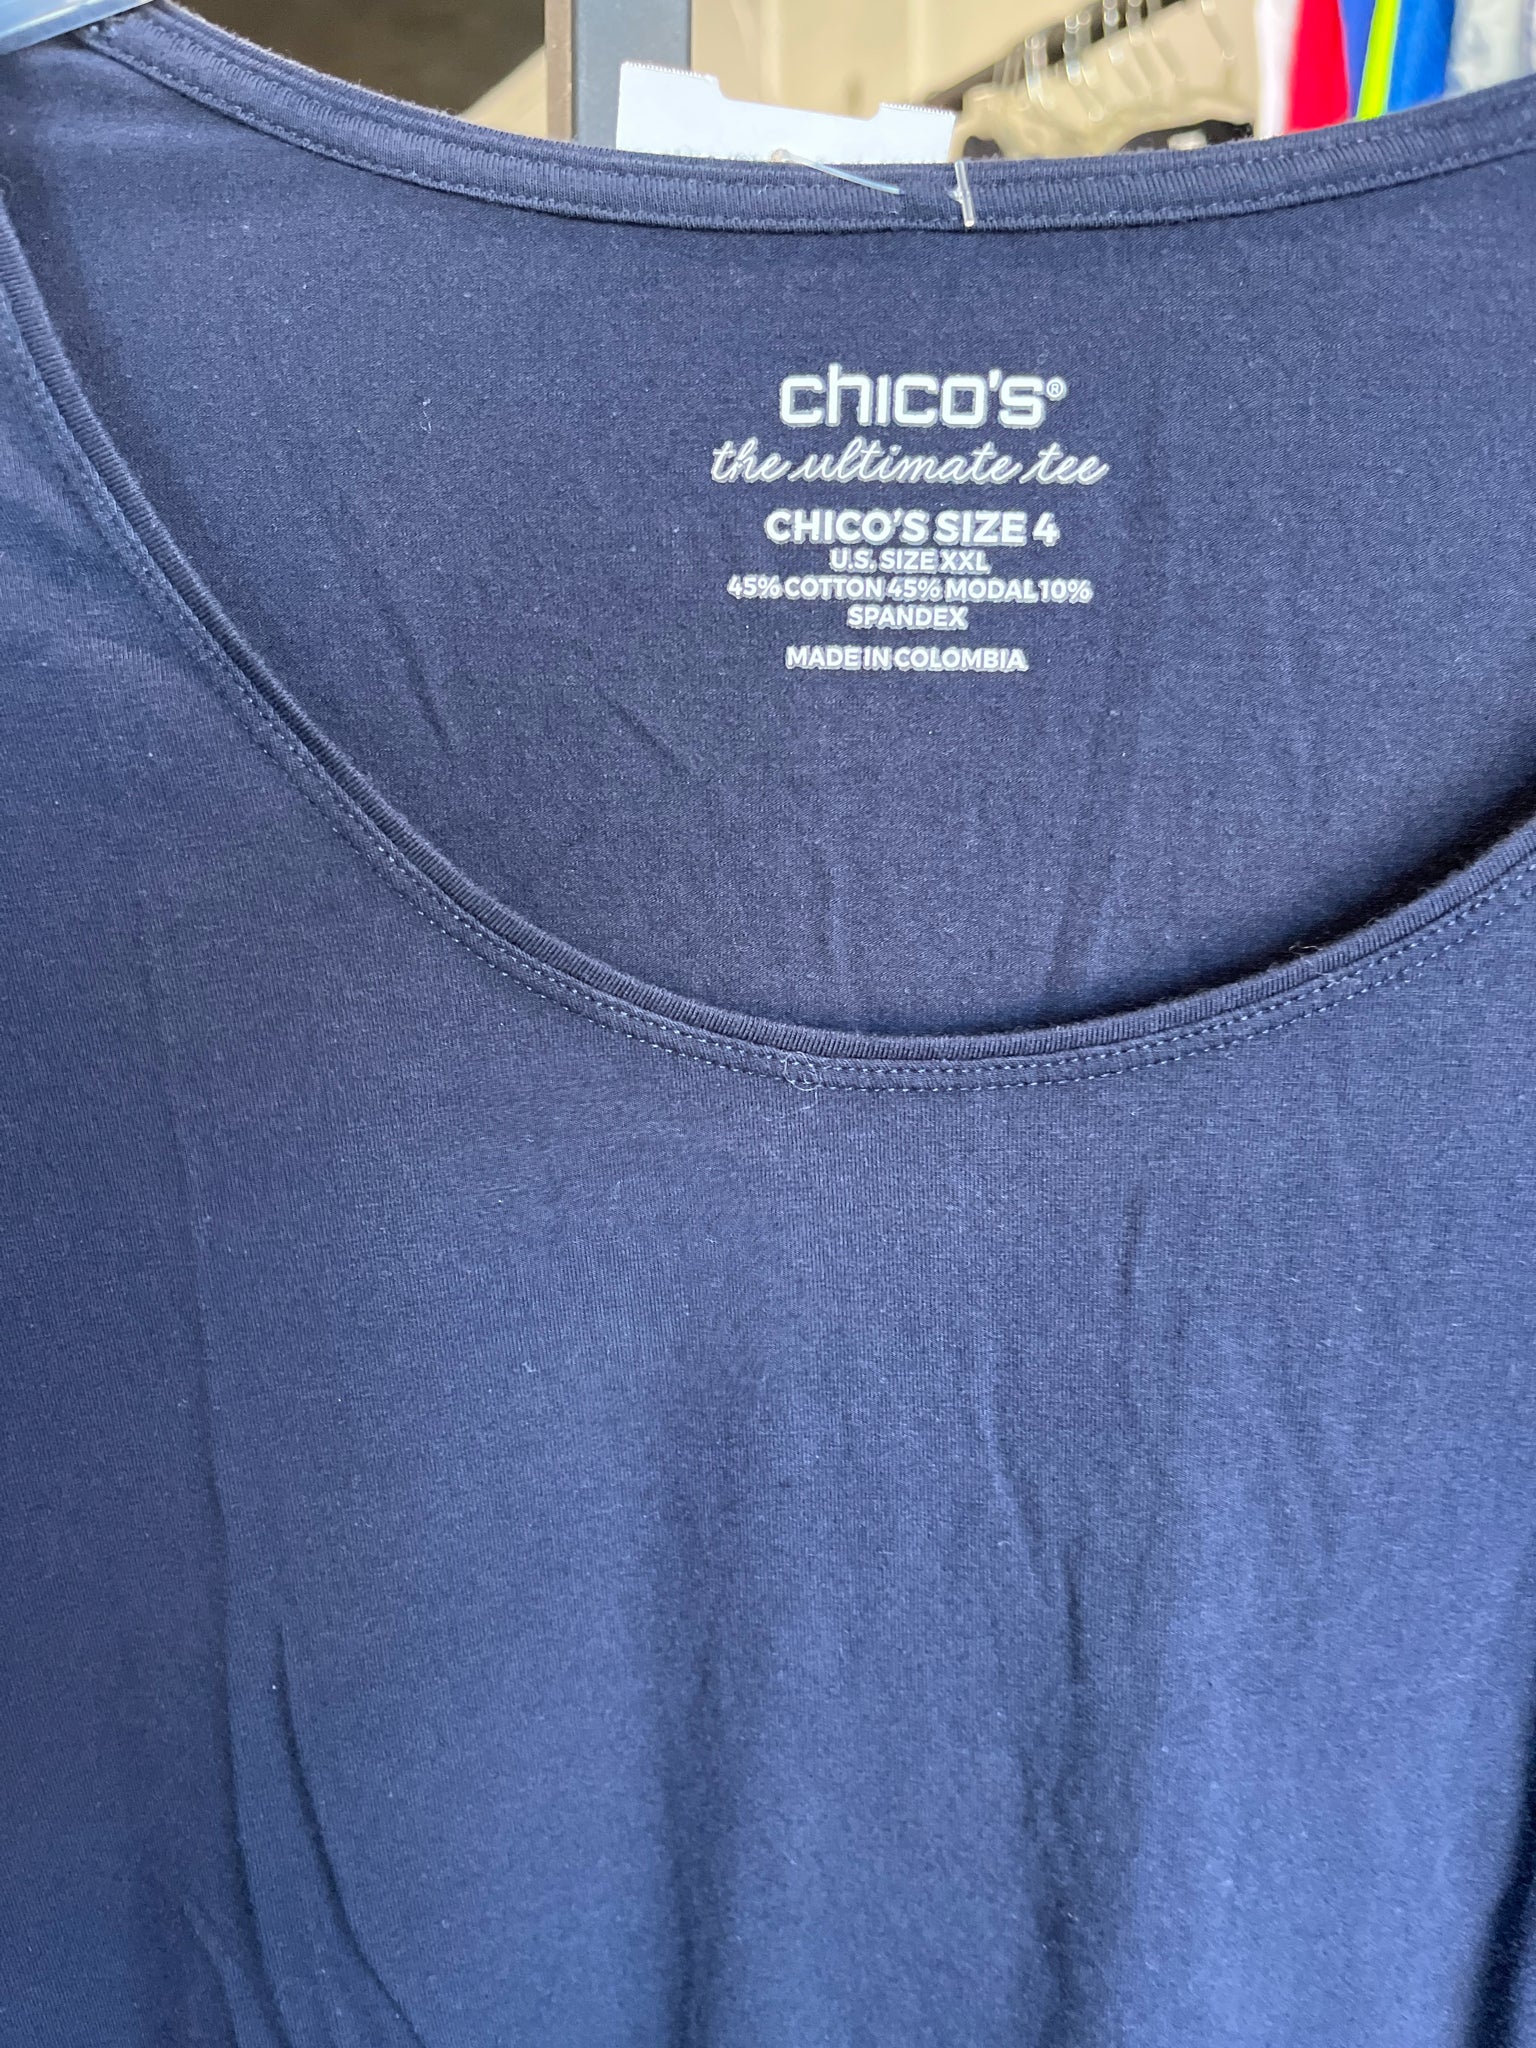 chico's®
the ultimate tee
CHICO'S SIZE 4
U.S. SIZE XXL
45% COTTON 45% MODAL 10%
SPANDEX
MADE IN COLOMBIA